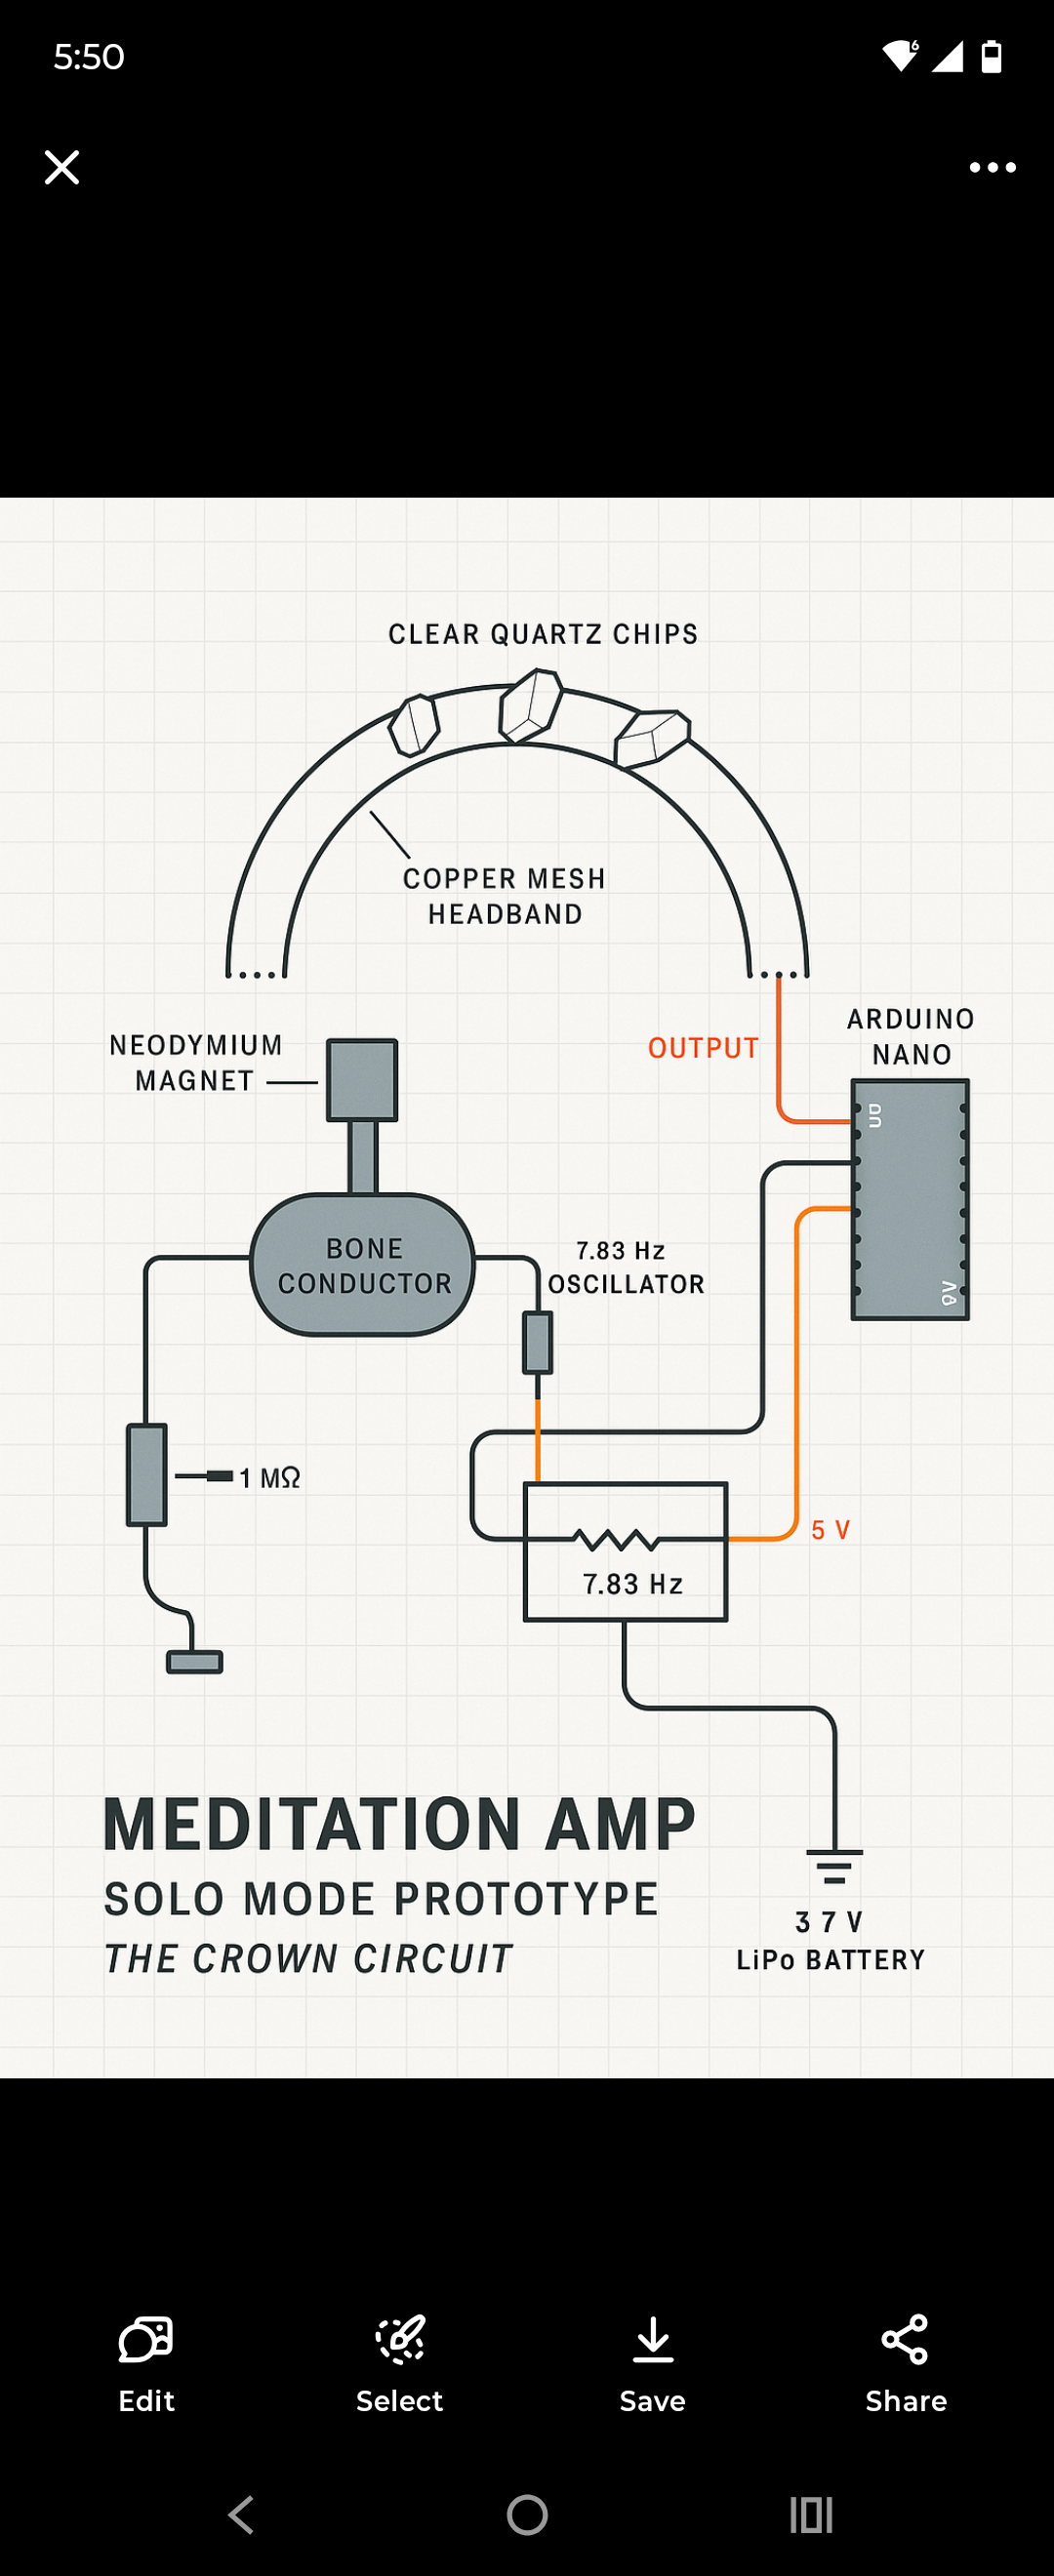 5:50
6
CLEAR QUARTZ CHIPS
COPPER MESH
HEADBAND
NEODYMIUM
MAGNET
OUTPUT
ARDUINO
NANO
BONE
CONDUCTOR
7.83 Hz
OSCILLATOR
1 MΩ
5 V
7.83 Hz
MEDITATION AMP
SOLO MODE PROTOTYPE
THE CROWN CIRCUIT
3 7 V
LiPo BATTERY
Edit
Select
Save
Share